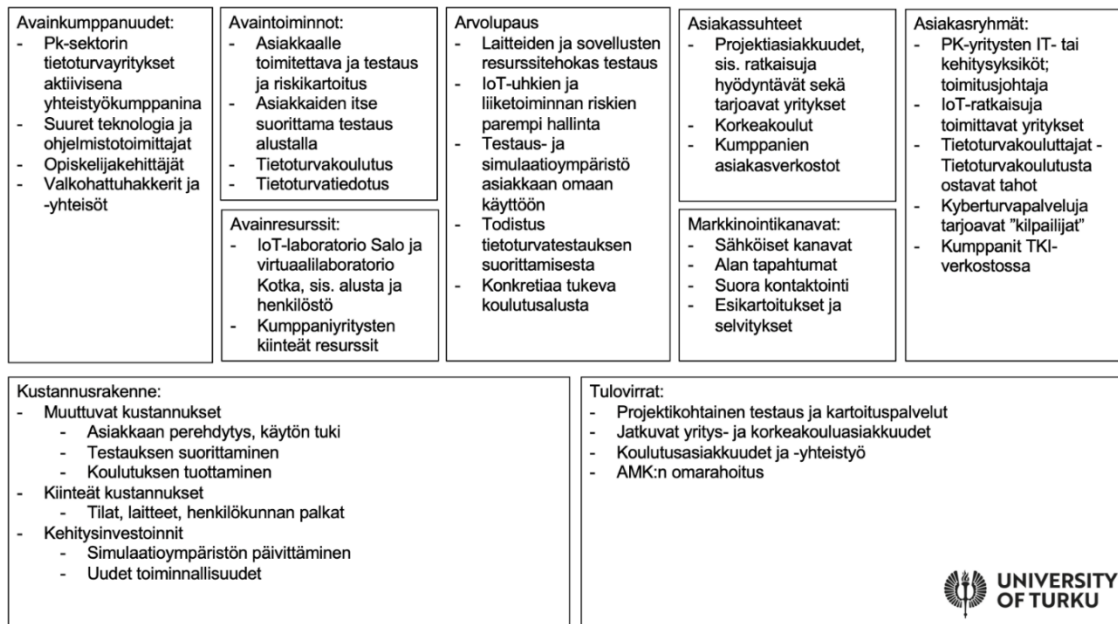 Avainkumppanuudet:
- Pk-sektorin
tietoturvayritykset
aktiivisena
yhteistyökumppanina
- Suuret teknologia ja
ohjelmistotoimittajat
- Opiskelijakehittäjät
- Valkohattuhakkerit ja
-yhteisöt
Avaintoiminnot:
- Asiakkaalle
toimitettava ja testaus
ja riskikartoitus
- Asiakkaiden itse
suorittama testaus
alustalla
- Tietoturvakoulutus
- Tietoturvatiedotus
Avainresurssit:
- IoT-laboratorio Salo ja
virtuaalilaboratorio
Kotka, sis. alusta ja
henkilöstö
- Kumppaniyritysten
kiinteät resurssit
Arvolupaus
- Laitteiden ja sovellusten
resurssitehokas testaus
- IoT-uhkien ja
liiketoiminnan riskien
parempi hallinta
- Testaus- ja
simulaatioympäristö
asiakkaan omaan
käyttöön
- Todistus
tietoturvatestauksen
suorittamisesta
- Konkretiaa tukeva
koulutusalusta
Asiakassuhteet
- Projektiasiakkuudet,
sis. ratkaisuja
hyödyntävät sekä
tarjoavat yritykset
- Korkeakoulut
- Kumppanien
asiakasverkostot
Markkinointikanavat:
- Sähköiset kanavat
- Alan tapahtumat
- Suora kontaktointi
- Esikartoitukset ja
selvitykset
Asiakasryhmät:
- PK-yritysten IT- tai
kehitysyksiköt;
toimitusjohtaja
- IoT-ratkaisuja
toimittavat yritykset
- Tietoturvakouluttajat -
Tietoturvakoulutusta
ostavat tahot
- Kyberturvapalveluja
tarjoavat ”kilpailijat”
- Kumppanit TKI-
verkostossa
Kustannusrakenne:
- Muuttuvat kustannukset
- Asiakkaan perehdytys, käytön tuki
- Testauksen suorittaminen
- Koulutuksen tuottaminen
- Kiinteät kustannukset
- Tilat, laitteet, henkilökunnan palkat
- Kehitysinvestoinnit
- Simulaatioympäristön päivittäminen
- Uudet toiminnallisuudet
Tulovirrat:
- Projektikohtainen testaus ja kartoituspalvelut
- Jatkuvat yritys- ja korkeakouluasiakkuudet
- Koulutusasiakkuudet ja -yhteistyö
- AMK:n omarahoitus
UNIVERSITY
OF TURKU